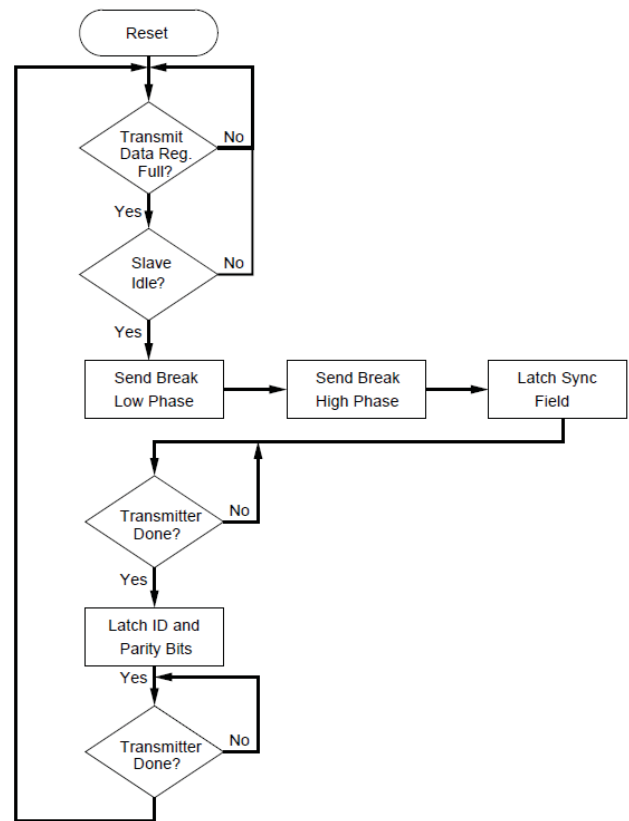 Reset
Transmit
Data Reg.
Full?
No
Yes
Slave
Idle?
No
Yes
Send Break
Low Phase
Send Break
High Phase
Latch Sync
Field
Transmitter
Done?
No
Yes
Latch ID and
Parity Bits
Yes
Transmitter
Done?
No